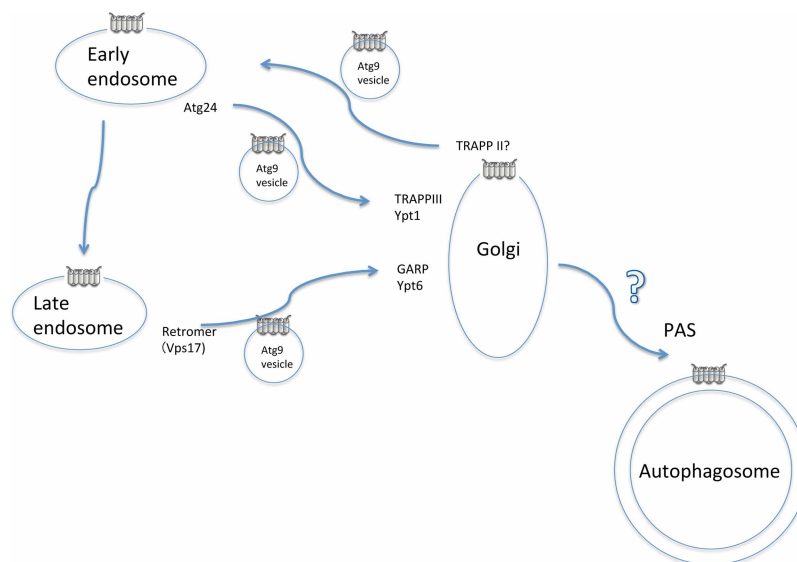 Early
endosome
Atg9
vesicle
Atg24
TRAPP II?
Atg9
vesicle
TRAPPIII
Ypt1
Golgi
GARP
Ypt6
?
Late
endosome
Retromer
(Vps17)
Atg9
vesicle
PAS
Autophagosome